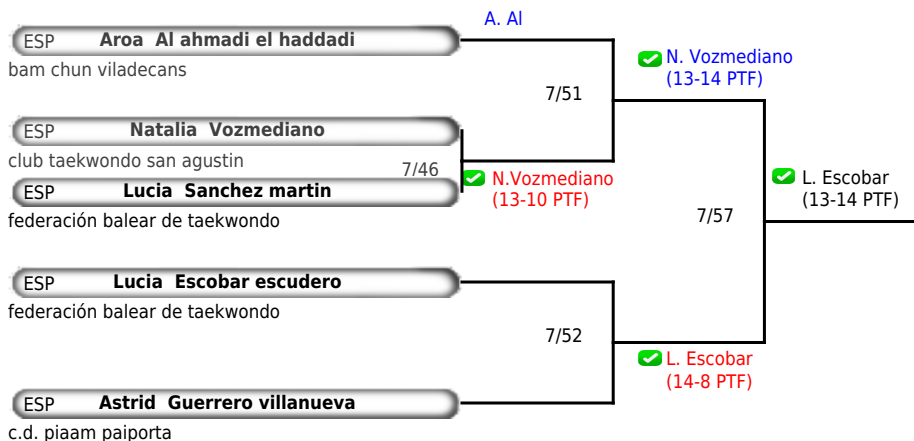 A. Al
ESP Aroa Al ahmadi el haddadi
bam chun viladecans
N. Vozmediano
(13-14 PTF)
7/51
ESP Natalia Vozmediano
club taekwondo san agustin
7/46
N.Vozmediano
(13-10 PTF)
L. Escobar
(13-14 PTF)
ESP Lucia Sanchez martin
federación balear de taekwondo
7/57
ESP Lucia Escobar escudero
federación balear de taekwondo
7/52
L. Escobar
(14-8 PTF)
ESP Astrid Guerrero villanueva
c.d. piaam paiporta